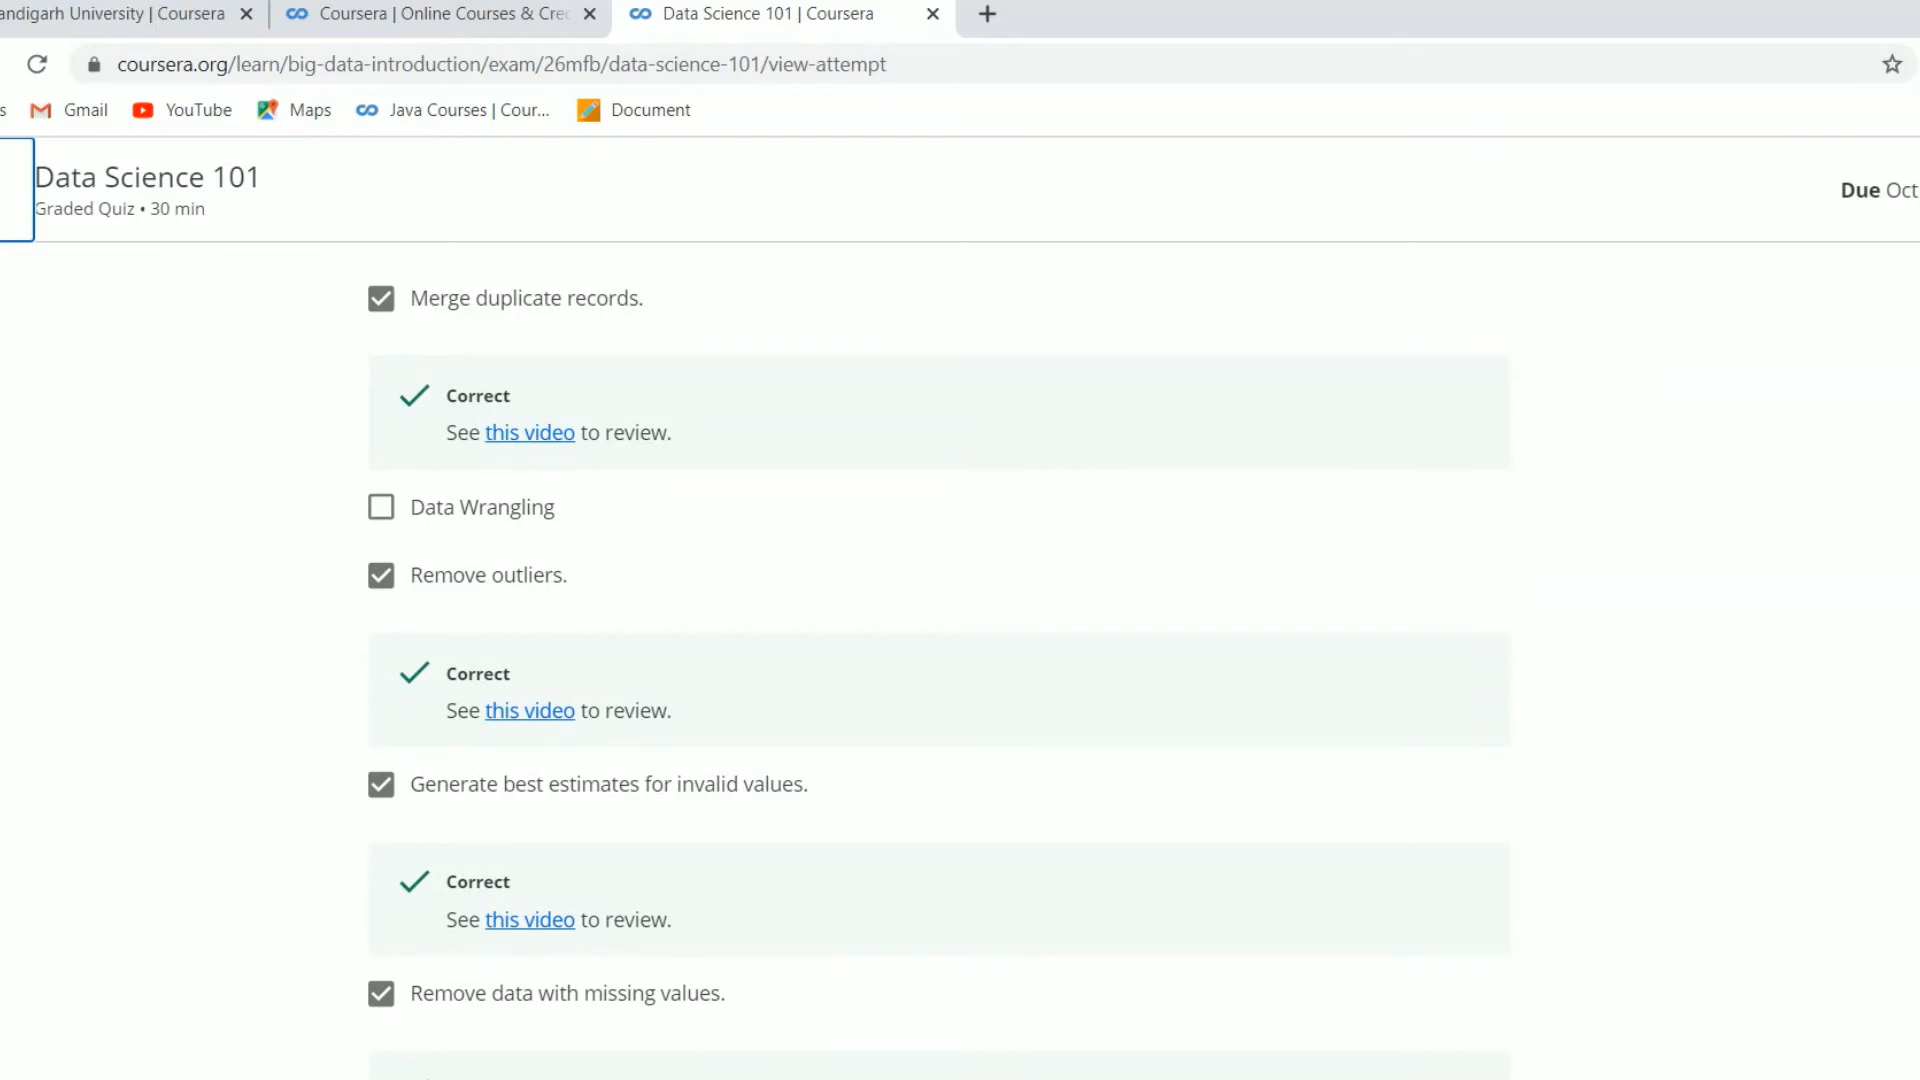 andigarh University | Coursera
Coursera | Online Courses & Cre
Data Science 101 | Coursera
coursera.org/learn/big-data-introduction/exam/26mfb/data-science-101/view-attempt
s Gmail YouTube Maps Java Courses | Cour... Document
Data Science 101
Graded Quiz • 30 min
Due Oct
Merge duplicate records.
Correct
See this video to review.
Data Wrangling
Remove outliers.
Correct
See this video to review.
Generate best estimates for invalid values.
Correct
See this video to review.
Remove data with missing values.